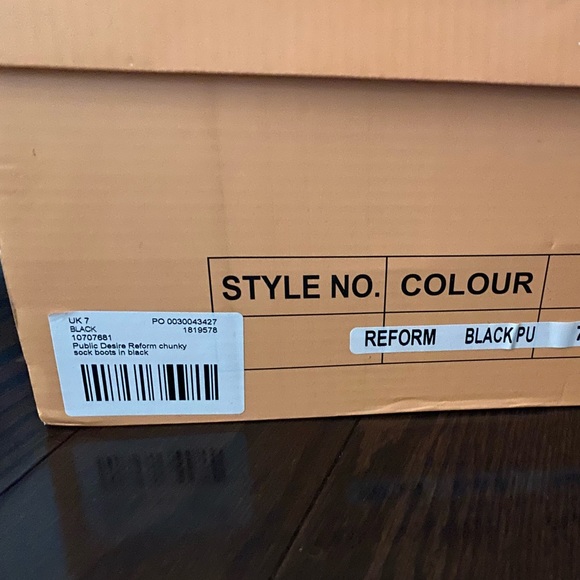 STYLE NO. COLOUR
REFORM BLACK PU
UK 7 PO 0030043427
BLACK 1819578
10707681
Public Desire Reform chunky
sock boots in black